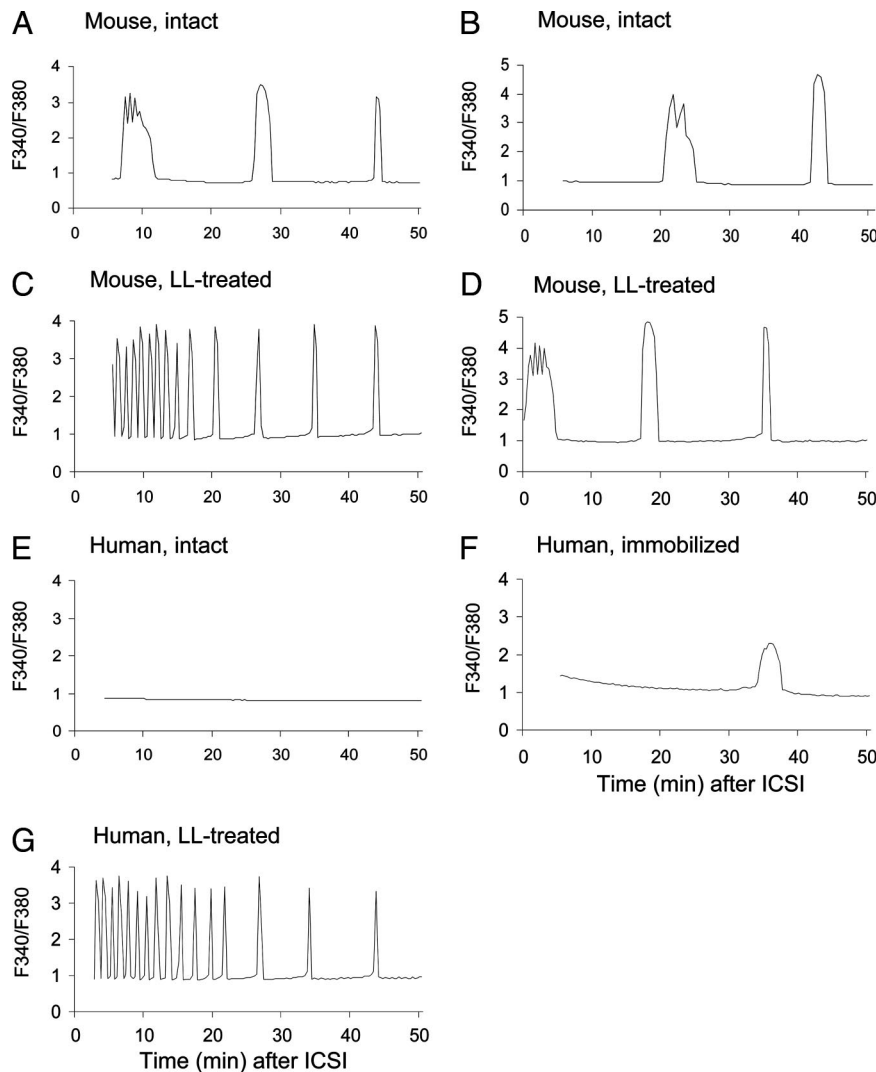 A Mouse, intact
F340/F380
4
3
2
1
0
0 10 20 30 40 50
B Mouse, intact
F340/F380
5
4
3
2
1
0
0 10 20 30 40 50
C Mouse, LL-treated
F340/F380
4
3
2
1
0
0 10 20 30 40 50
D Mouse, LL-treated
F340/F380
5
4
3
2
1
0
0 10 20 30 40 50
E Human, intact
F340/F380
4
3
2
1
0
0 10 20 30 40 50
F Human, immobilized
F340/F380
4
3
2
1
0
0 10 20 30 40 50
Time (min) after ICSI
G Human, LL-treated
F340/F380
4
3
2
1
0
0 10 20 30 40 50
Time (min) after ICSI